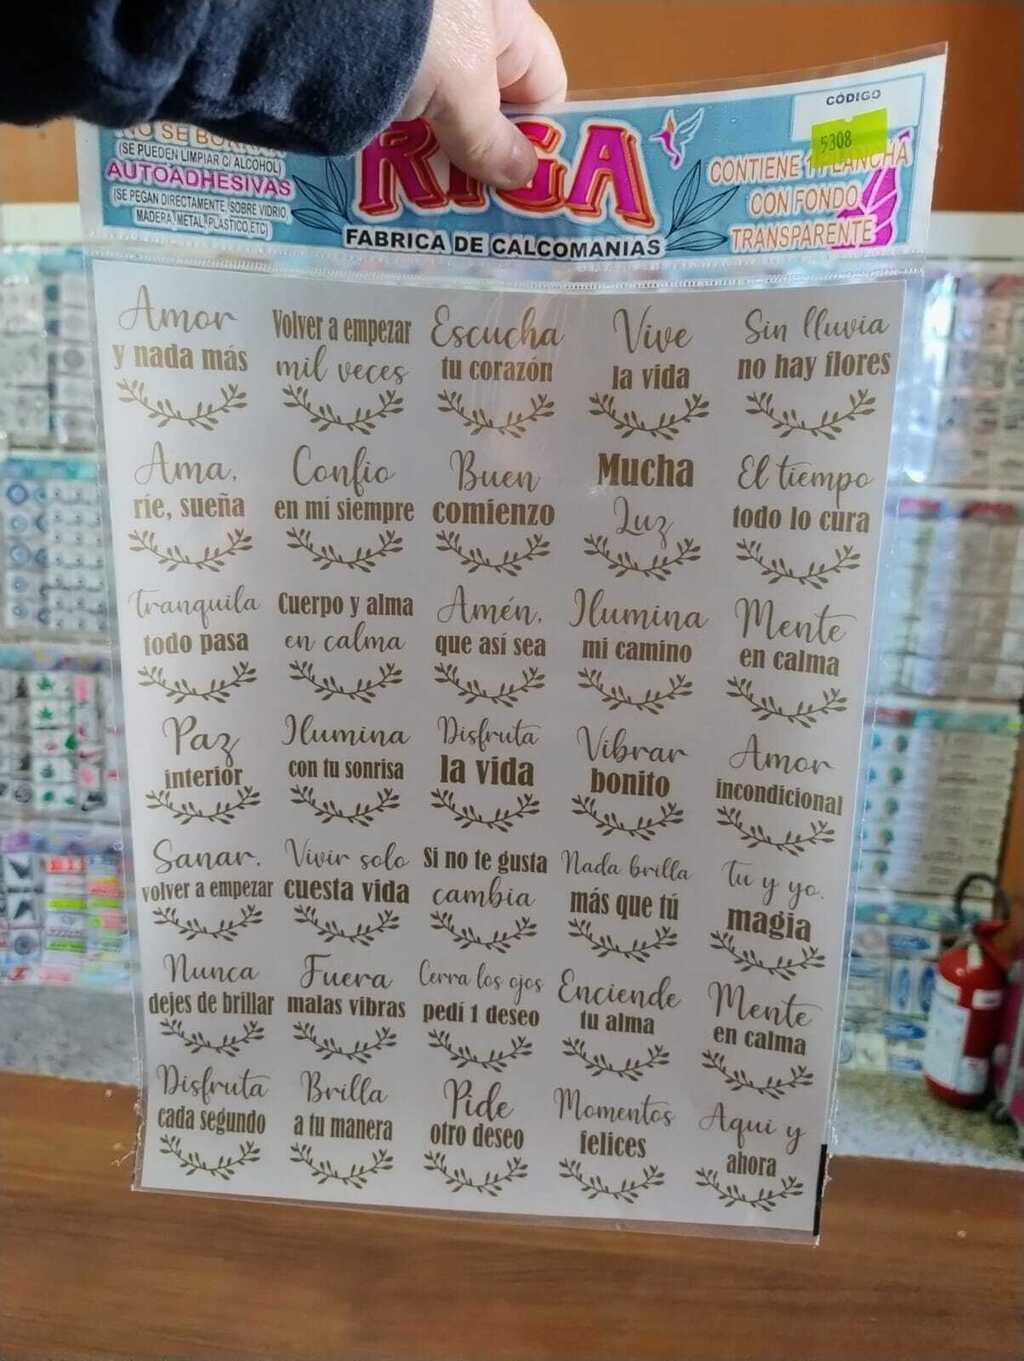 NO SE
(SE PUEDEN LIMPIAR C/ ALCOHOL)
AUTOADHESIVAS
(SE PEGAN DIRECTAMENTE SOBRE VIDRIO
MADERA, METAL, PLASTICO, ETC)
RIGA
FABRICA DE CALCOMANIAS
CÓDIGO
5308
CONTIENE 1 PLANCHA
CON FONDO
TRANSPARENTE
Amor
y nada más
Volver a empezar
mil veces
Escucha
tu corazón
Vive
la vida
Sin lluvia
no hay flores
Ama,
ríe, sueña
Confio
en mí siempre
Buen
comienzo
Mucha
Luz
El tiempo
todo lo cura
Tranquila
todo pasa
Cuerpo y alma
en calma
Amén,
que así sea
Ilumina
mi camino
Mente
en calma
Paz
interior
Ilumina
con tu sonrisa
Disfruta
la vida
Vibrar
bonito
Amor
incondicional
Sanar,
volver a empezar
Vivir solo
cuesta vida
Si no te gusta
cambia
Nada brilla
más que tú
Tu y yo.
magia
Nunca
dejes de brillar
Fuera
malas vibras
Cerra los ojos
pedí 1 deseo
Enciende
tu alma
Mente
en calma
Disfruta
cada segundo
Brilla
a tu manera
Pide
otro deseo
Momentos
felices
Aqui y
ahora